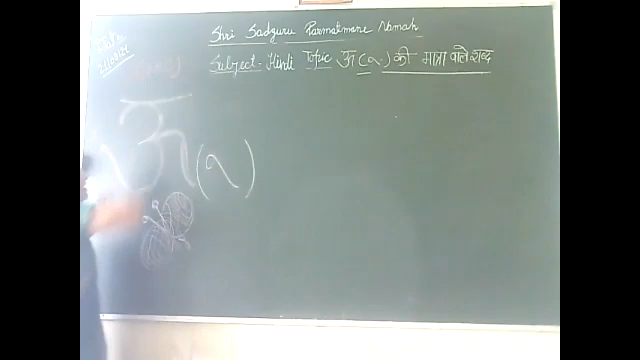 Shri Sadguru Parmatmane Namah
Subject - Hindi Topic ऊ (ू) की मात्रा वाले शब्द
ऊ (ू)